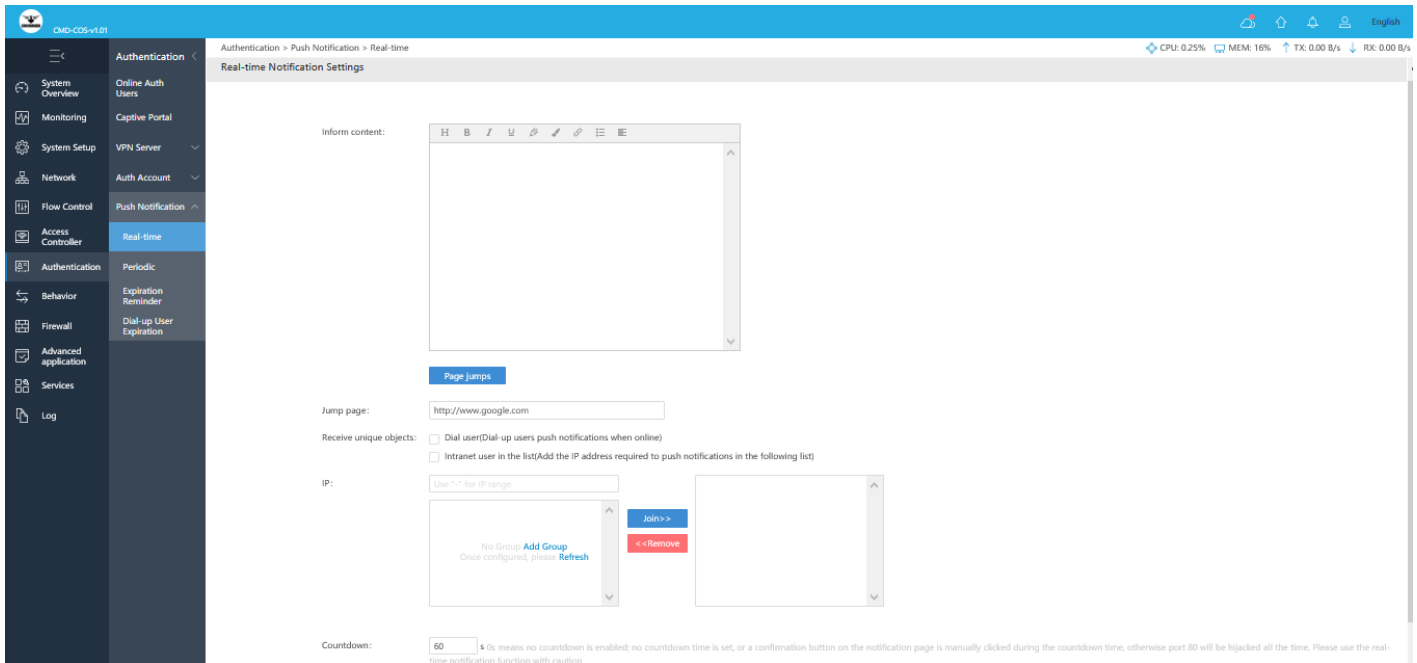 CMD-COS-v1.01
English
Authentication
Authentication > Push Notification > Real-time
CPU: 0.25% MEM: 16% TX: 0.00 B/s RX: 0.00 B/s
Real-time Notification Settings
System Overview
Monitoring
System Setup
Network
Flow Control
Access Controller
Authentication
Behavior
Firewall
Advanced application
Services
Log
Online Auth Users
Captive Portal
VPN Server
Auth Account
Push Notification
Real-time
Periodic
Expiration Reminder
Dial-up User Expiration
Inform content:
H B I U
Page jumps
Jump page: http://www.google.com
Receive unique objects: Dial user(Dial-up users push notifications when online)
Intranet user in the list(Add the IP address required to push notifications in the following list)
IP: Use "-" for IP range
No Group Add Group
Once configured, please Refresh
Join>>
<<Remove
Countdown: 60 s 0s means no countdown is enabled; no countdown time is set, or a confirmation button on the notification page is manually clicked during the countdown time, otherwise port 80 will be hijacked all the time. Please use the real-
time notification function with caution.